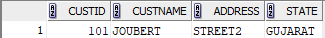 CUSTID CUSTNAME ADDRESS STATE
1 101 JOUBERT STREET2 GUJARAT